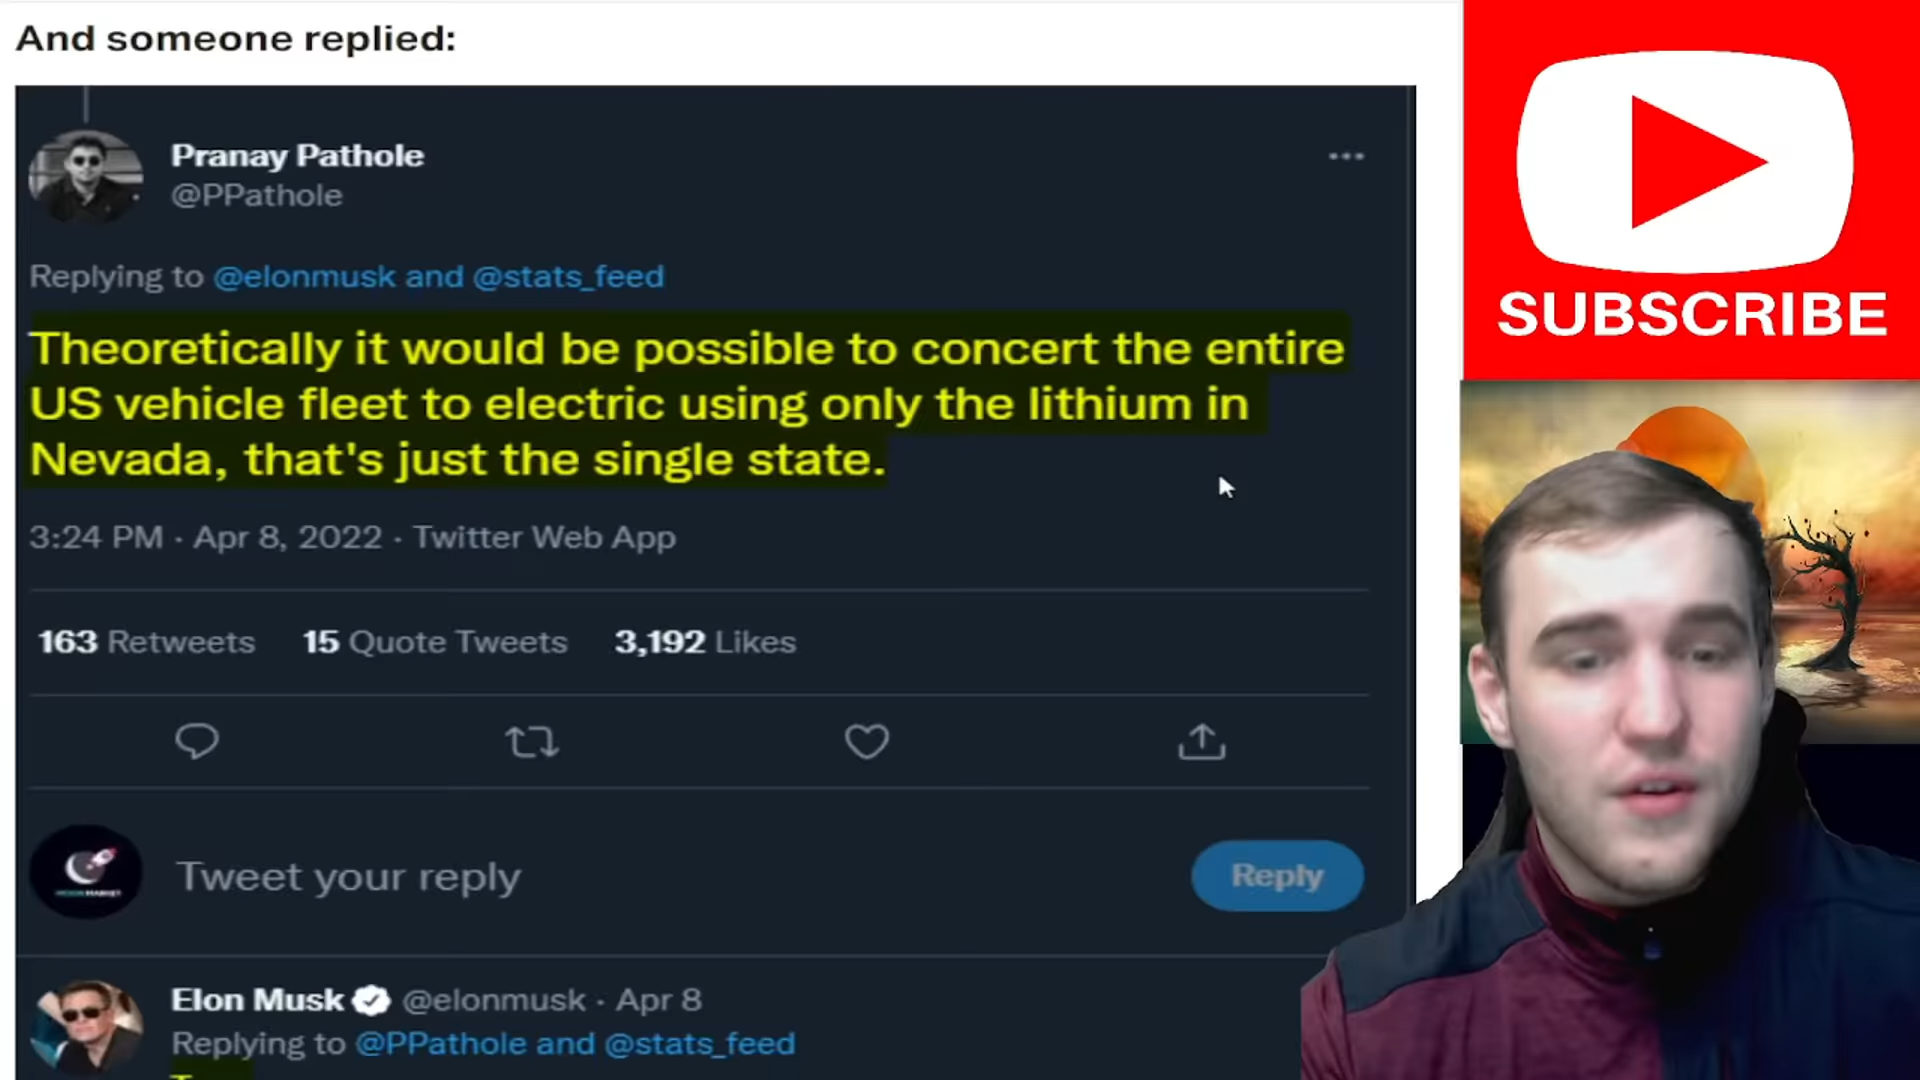 And someone replied:
Pranay Pathole
@PPathole
Replying to @elonmusk and @stats_feed
Theoretically it would be possible to concert the entire
US vehicle fleet to electric using only the lithium in
Nevada, that's just the single state.
3:24 PM · Apr 8, 2022 · Twitter Web App
163 Retweets 15 Quote Tweets 3,192 Likes
Tweet your reply
Reply
Elon Musk @elonmusk · Apr 8
Replying to @PPathole and @stats_feed
SUBSCRIBE